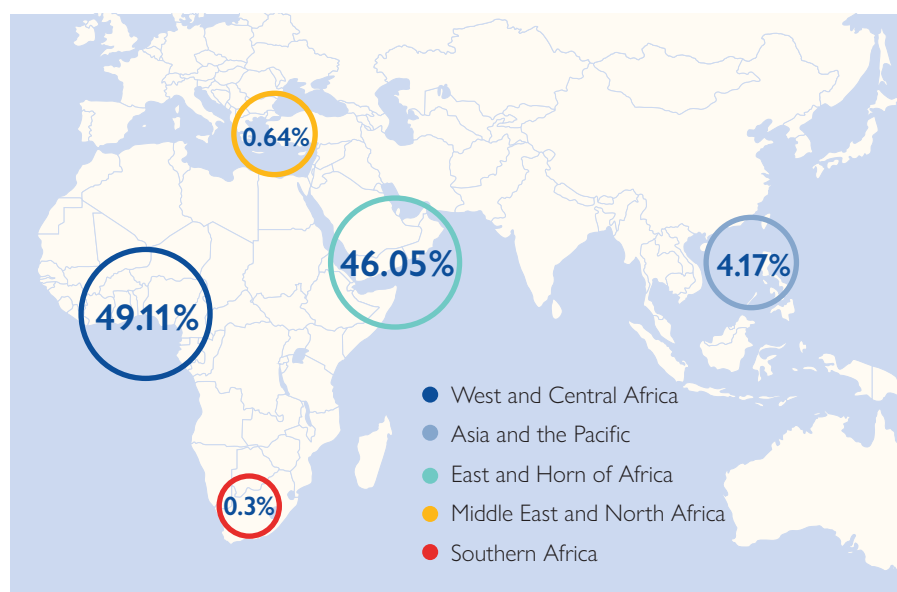 0.64%
46.05%
4.17%
49.11%
0.3%
West and Central Africa
Asia and the Pacific
East and Horn of Africa
Middle East and North Africa
Southern Africa